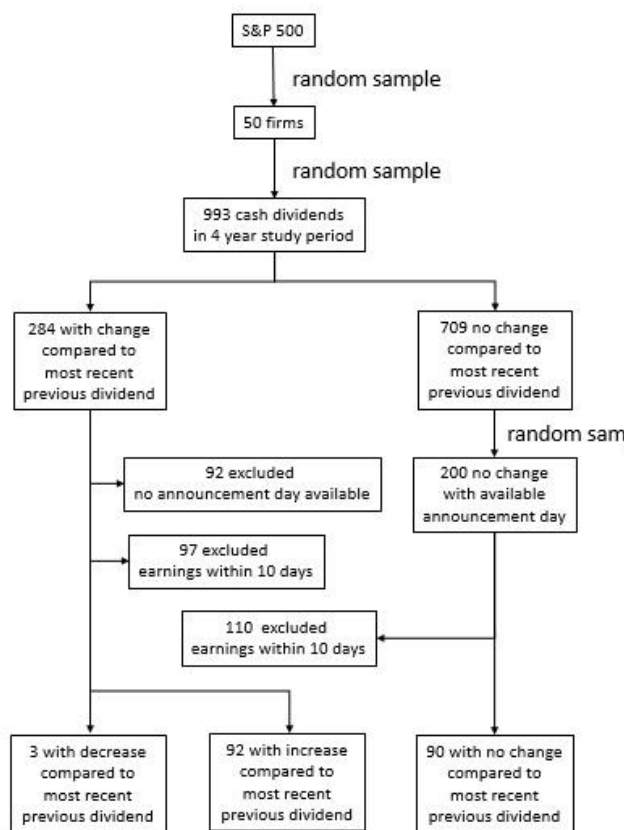 S&P 500
random sample
50 firms
random sample
993 cash dividends
in 4 year study period
284 with change
compared to
most recent
previous dividend
709 no change
compared to
most recent
previous dividend
random sam
92 excluded
no announcement day available
200 no change
with available
announcement day
97 excluded
earnings within 10 days
110 excluded
earnings within 10 days
3 with decrease
compared to
most recent
previous dividend
92 with increase
compared to
most recent
previous dividend
90 with no change
compared to
most recent
previous dividend